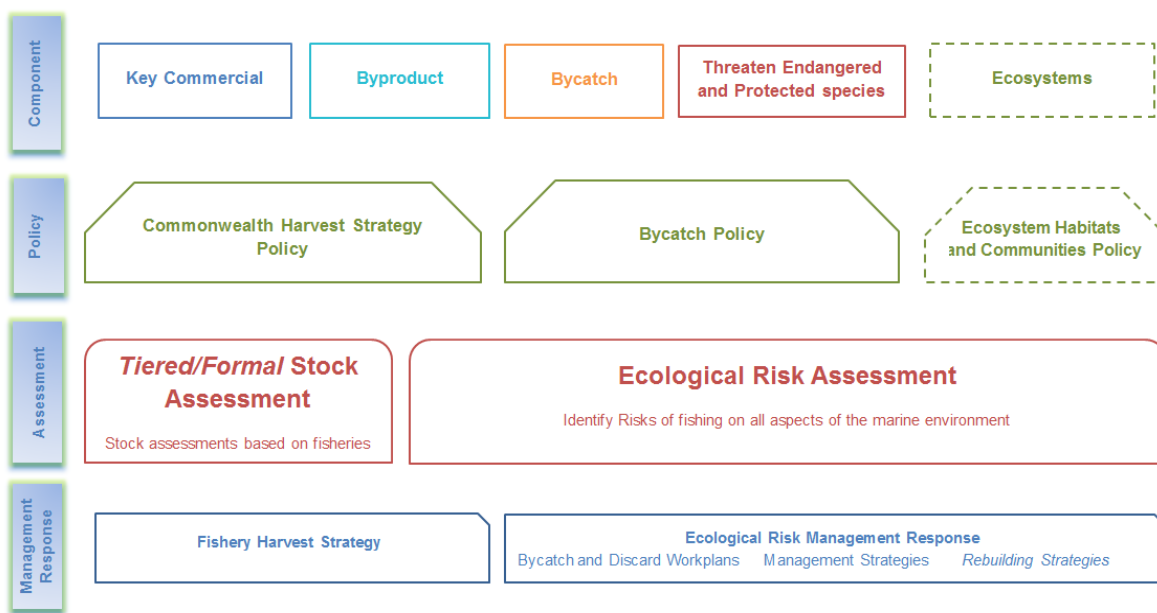 Component
Key Commercial
Byproduct
Bycatch
Threaten Endangered
and Protected species
Ecosystems
Policy
Commonwealth Harvest Strategy
Policy
Bycatch Policy
Ecosystem Habitats
and Communities Policy
Assessment
Tiered/Formal Stock
Assessment
Stock assessments based on fisheries
Ecological Risk Assessment
Identify Risks of fishing on all aspects of the marine environment
Management
Response
Fishery Harvest Strategy
Ecological Risk Management Response
Bycatch and Discard Workplans Management Strategies Rebuilding Strategies